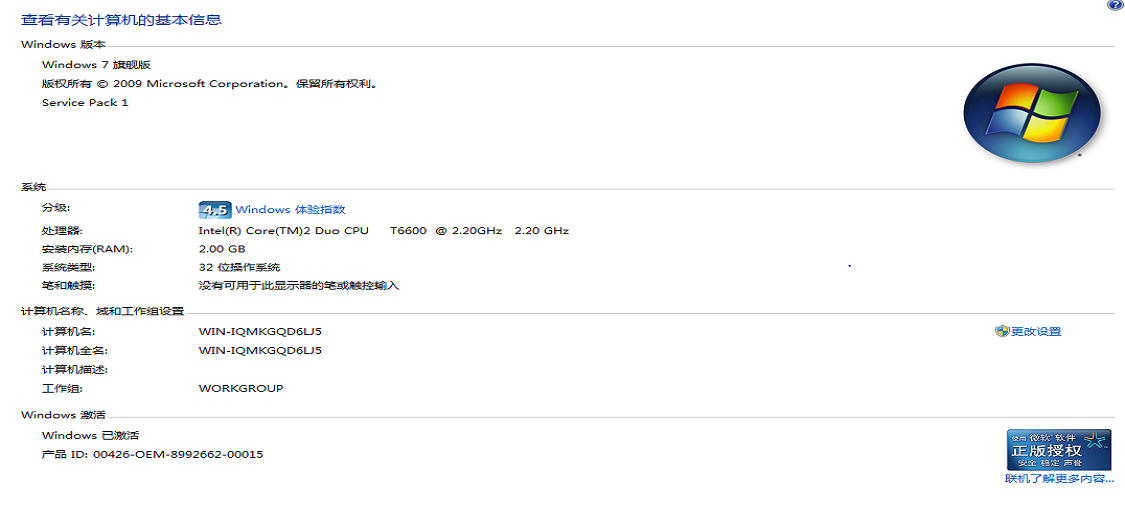 查看有关计算机的基本信息
Windows 版本
Windows 7 旗舰版
版权所有 © 2009 Microsoft Corporation。保留所有权利。
Service Pack 1
系统
分级: 4.5 Windows 体验指数
处理器: Intel(R) Core(TM)2 Duo CPU T6600 @ 2.20GHz 2.20 GHz
安装内存(RAM): 2.00 GB
系统类型: 32 位操作系统
笔和触摸: 没有可用于此显示器的笔或触控输入
计算机名称、域和工作组设置
计算机名: WIN-IQMKGQD6LJ5 更改设置
计算机全名: WIN-IQMKGQD6LJ5
计算机描述:
工作组: WORKGROUP
Windows 激活
Windows 已激活
产品 ID: 00426-OEM-8992662-00015
使用 微软 软件
正版授权
安全 稳定 声誉
联机了解更多内容...